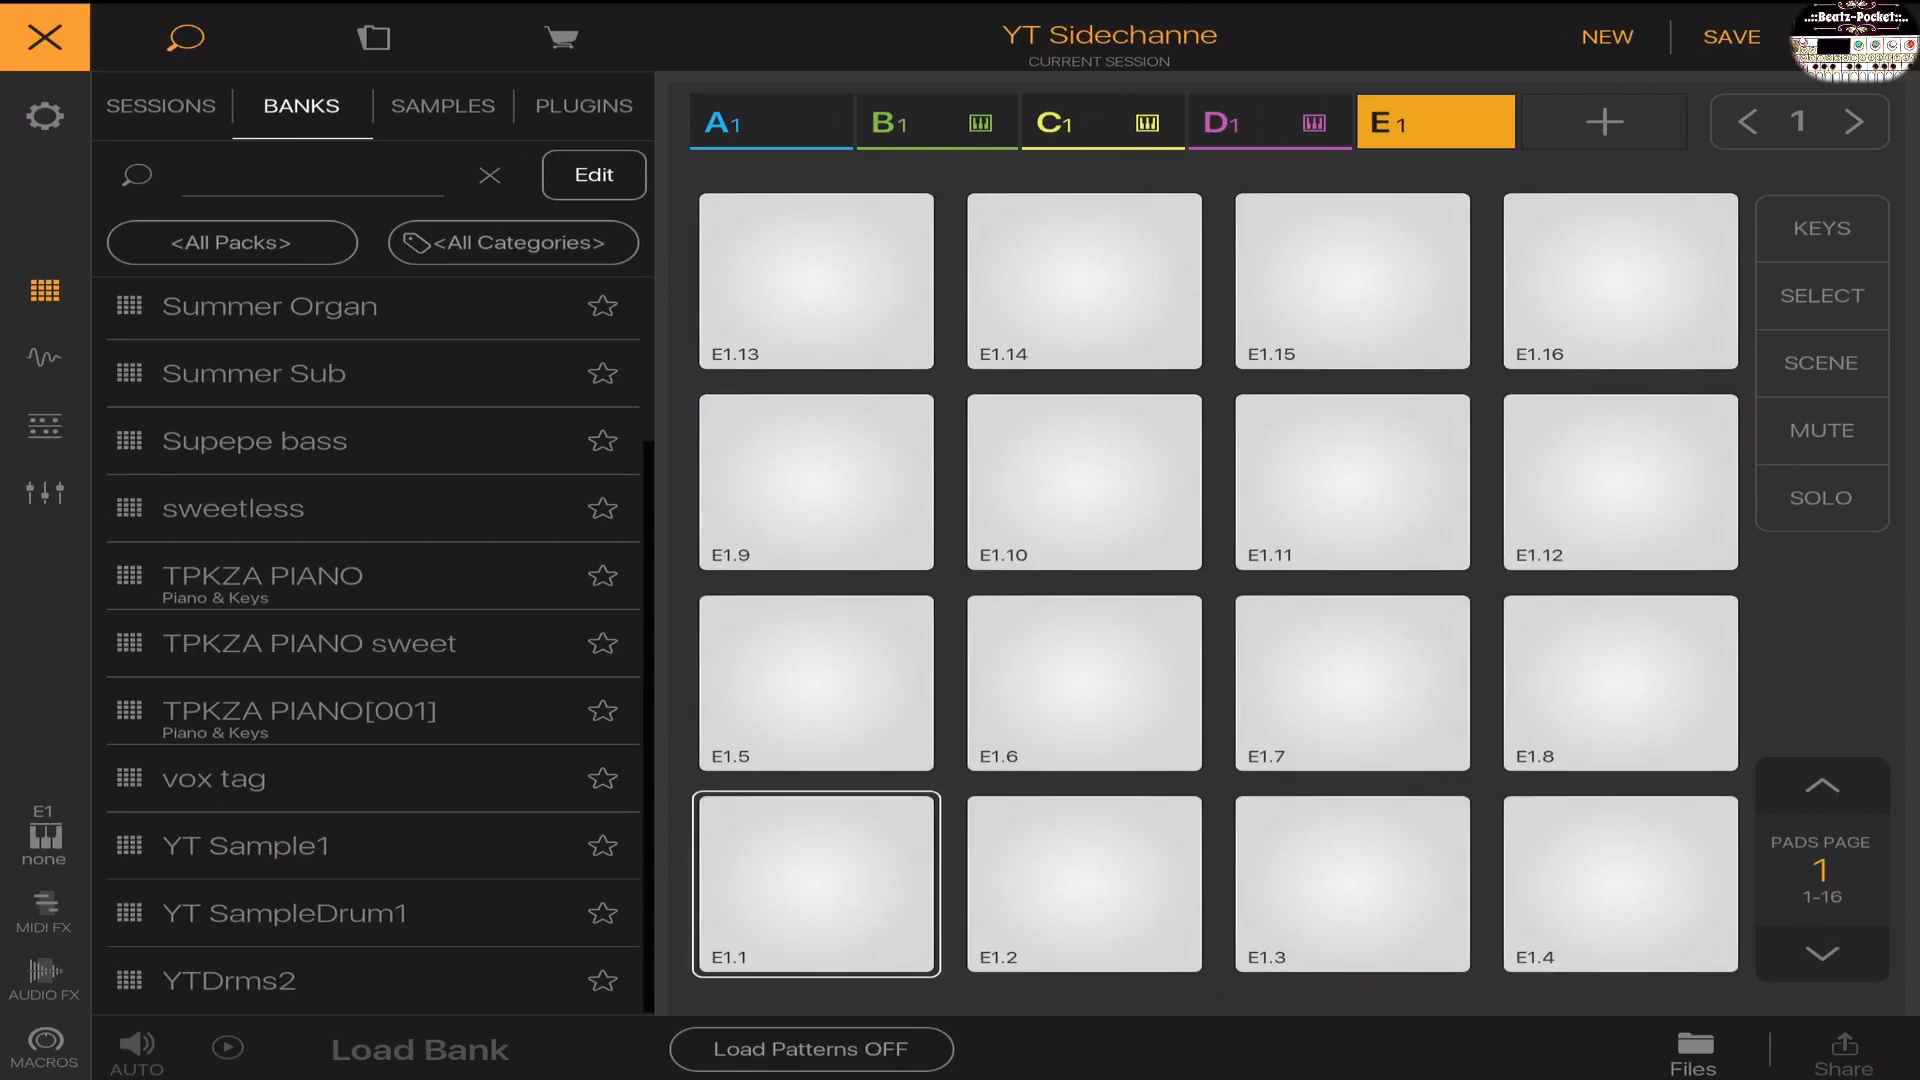 YT Sidechanne
CURRENT SESSION
NEW
SAVE
..::Beatz-Pocket::..
SESSIONS
BANKS
SAMPLES
PLUGINS
A1
B1
C1
D1
E1
1
Edit
<All Packs>
<All Categories>
Summer Organ
Summer Sub
Supepe bass
sweetless
TPKZA PIANO
Piano & Keys
TPKZA PIANO sweet
TPKZA PIANO[001]
Piano & Keys
vox tag
YT Sample1
YT SampleDrum1
YTDrms2
E1.13
E1.14
E1.15
E1.16
E1.9
E1.10
E1.11
E1.12
E1.5
E1.6
E1.7
E1.8
E1.1
E1.2
E1.3
E1.4
KEYS
SELECT
SCENE
MUTE
SOLO
PADS PAGE
1
1-16
E1
none
MIDI FX
AUDIO FX
MACROS
AUTO
Load Bank
Load Patterns OFF
Files
Share